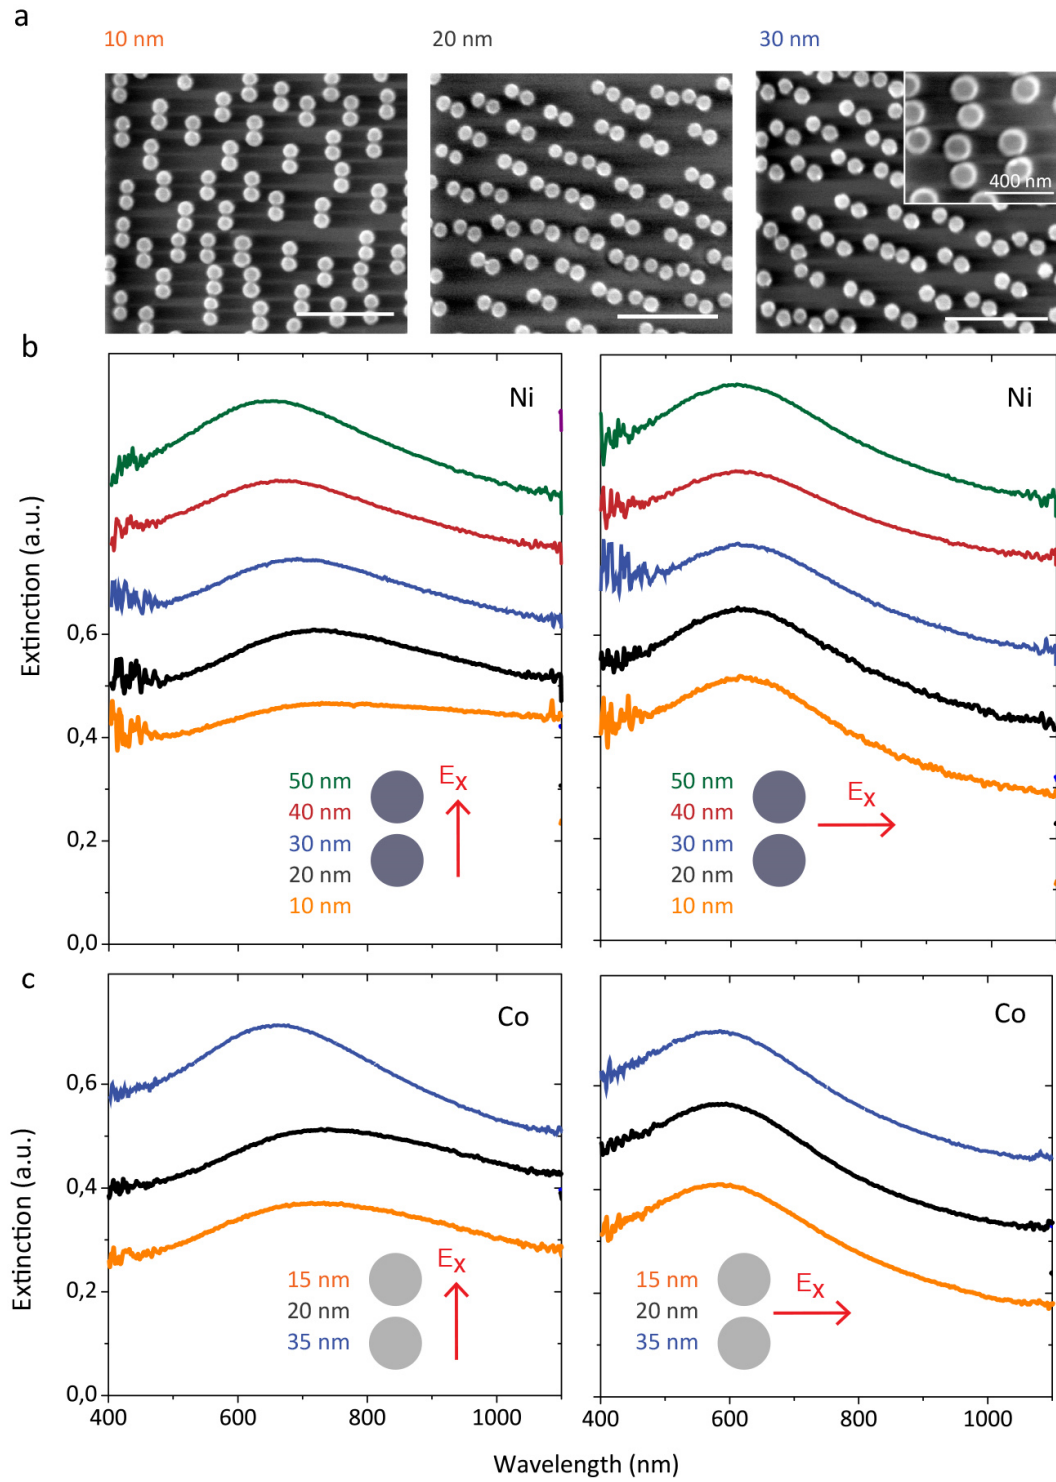 a
10 nm
20 nm
30 nm
400 nm
b
Ni
Ni
Extinction (a.u.)
0,6
0,4
0,2
0,0
50 nm
40 nm
30 nm
20 nm
10 nm
Ex
50 nm
40 nm
30 nm
20 nm
10 nm
Ex
c
Co
Co
Extinction (a.u.)
0,6
0,4
0,2
0,0
15 nm
20 nm
35 nm
Ex
15 nm
20 nm
35 nm
Ex
400 600 800 1000
400 600 800 1000
Wavelength (nm)